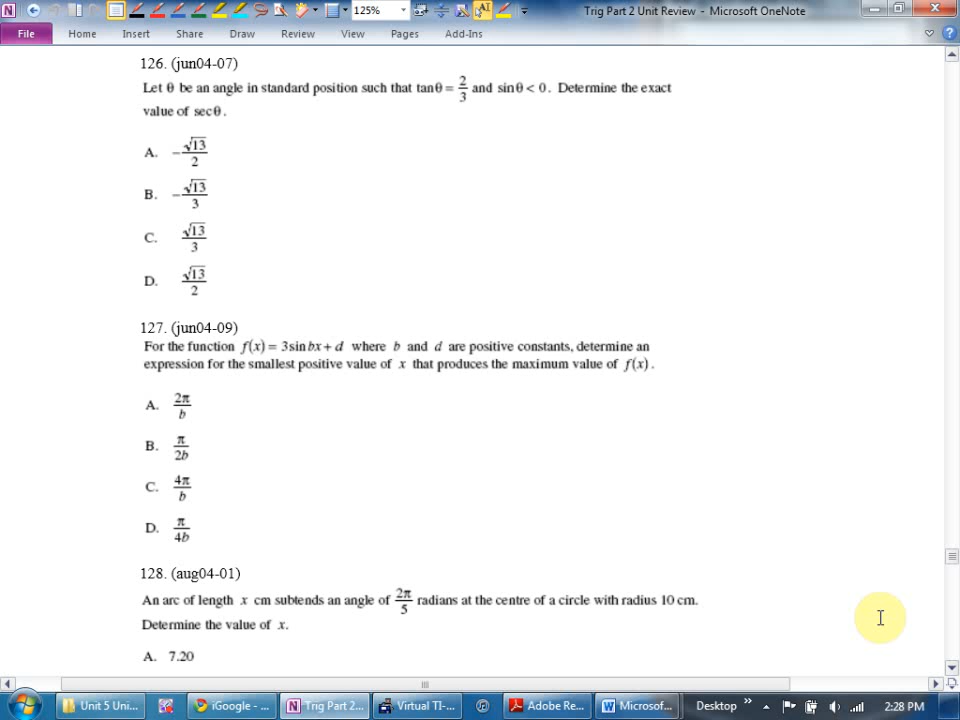 125%
Trig Part 2 Unit Review - Microsoft OneNote
File Home Insert Share Draw Review View Pages Add-Ins
126. (jun04-07)
Let θ be an angle in standard position such that tanθ = 2/3 and sinθ < 0. Determine the exact
value of secθ.
A. -√13/2
B. -√13/3
C. √13/3
D. √13/2
127. (jun04-09)
For the function f(x) = 3sin bx + d where b and d are positive constants, determine an
expression for the smallest positive value of x that produces the maximum value of f(x).
A. 2π/b
B. π/2b
C. 4π/b
D. π/4b
128. (aug04-01)
An arc of length x cm subtends an angle of 2π/5 radians at the centre of a circle with radius 10 cm.
Determine the value of x.
A. 7.20
Unit 5 Uni... iGoogle - ... Trig Part 2... Virtual TI-... Adobe Re... Microsof... Desktop » 2:28 PM